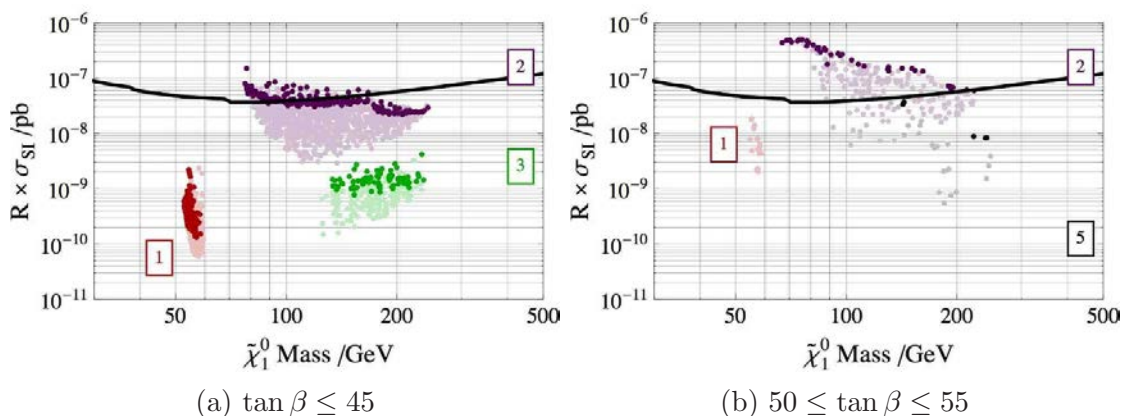 10⁻⁶
10⁻⁷
10⁻⁸
10⁻⁹
10⁻¹⁰
10⁻¹¹
R × σ_SI /pb
2
3
1
50 100 200 500
χ̃₁⁰ Mass /GeV
(a) tan β ≤ 45
10⁻⁶
10⁻⁷
10⁻⁸
10⁻⁹
10⁻¹⁰
10⁻¹¹
R × σ_SI /pb
2
1
5
50 100 200 500
χ̃₁⁰ Mass /GeV
(b) 50 ≤ tan β ≤ 55